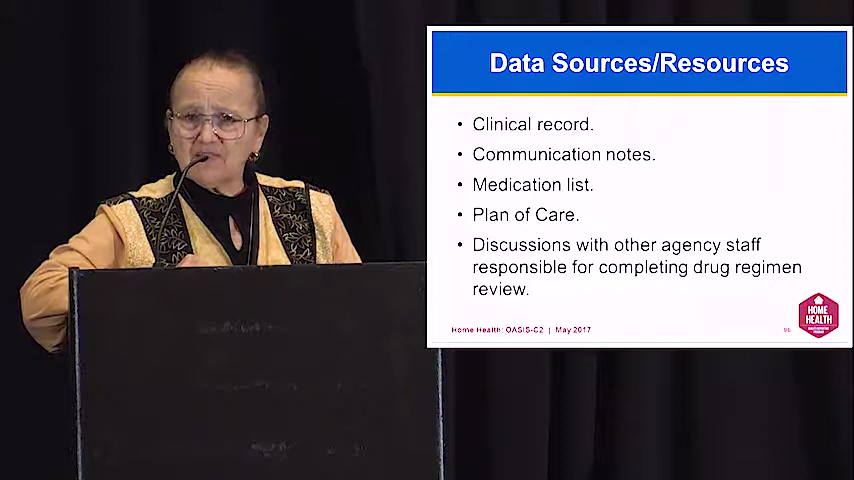 Data Sources/Resources
• Clinical record.
• Communication notes.
• Medication list.
• Plan of Care.
• Discussions with other agency staff
responsible for completing drug regimen
review.
Home Health: OASIS-C2 | May 2017
96
HOME
HEALTH